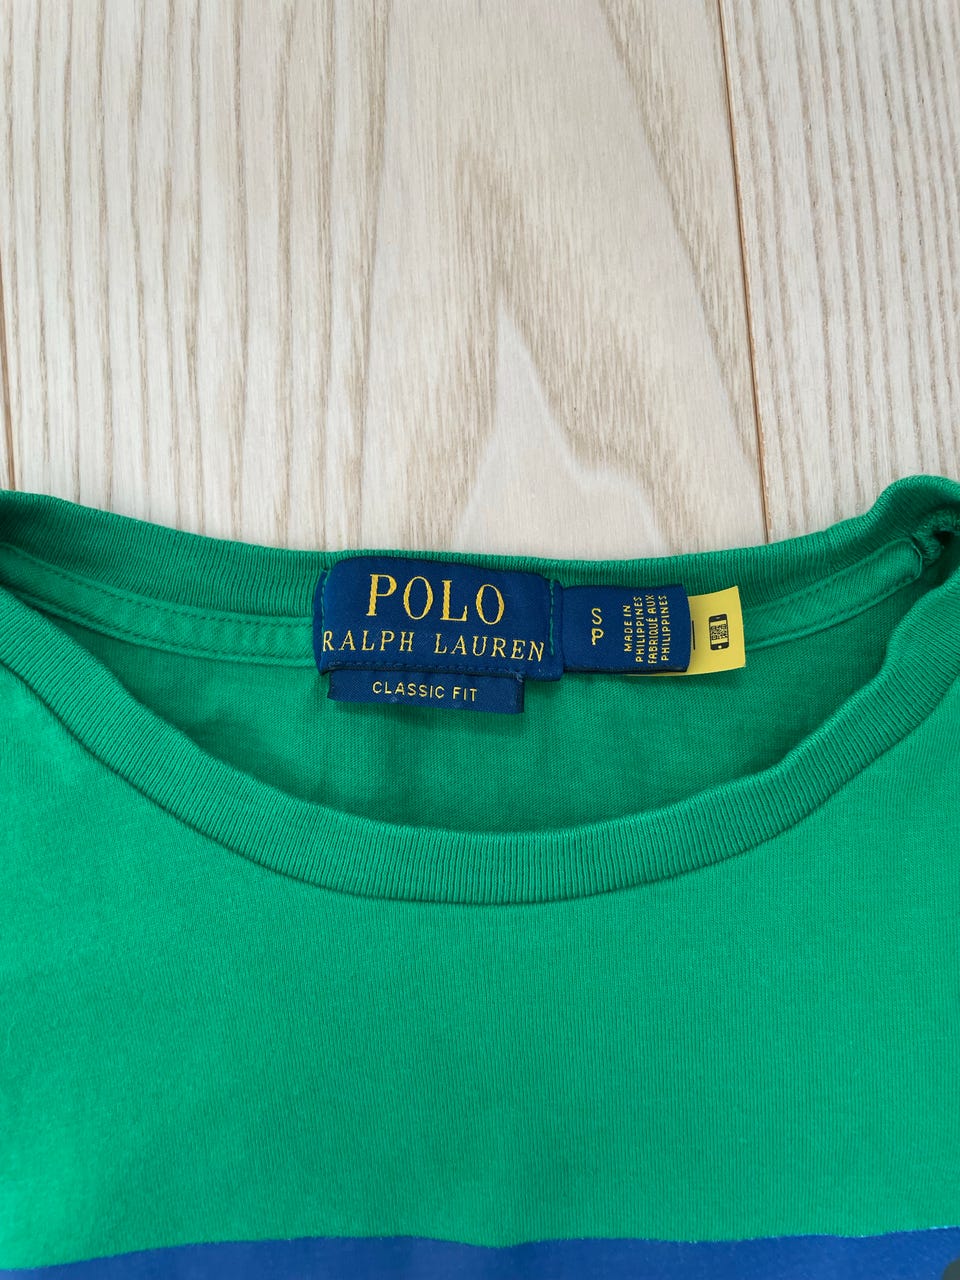 POLO
RALPH LAUREN
CLASSIC FIT
S
P
MADE IN
PHILIPPINES
FABRIQUÉ AUX
PHILIPPINES